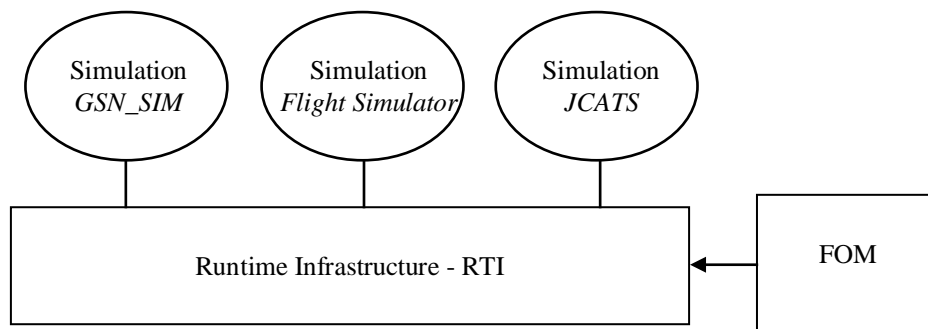 Simulation
GSN_SIM
Simulation
Flight Simulator
Simulation
JCATS
Runtime Infrastructure - RTI
FOM